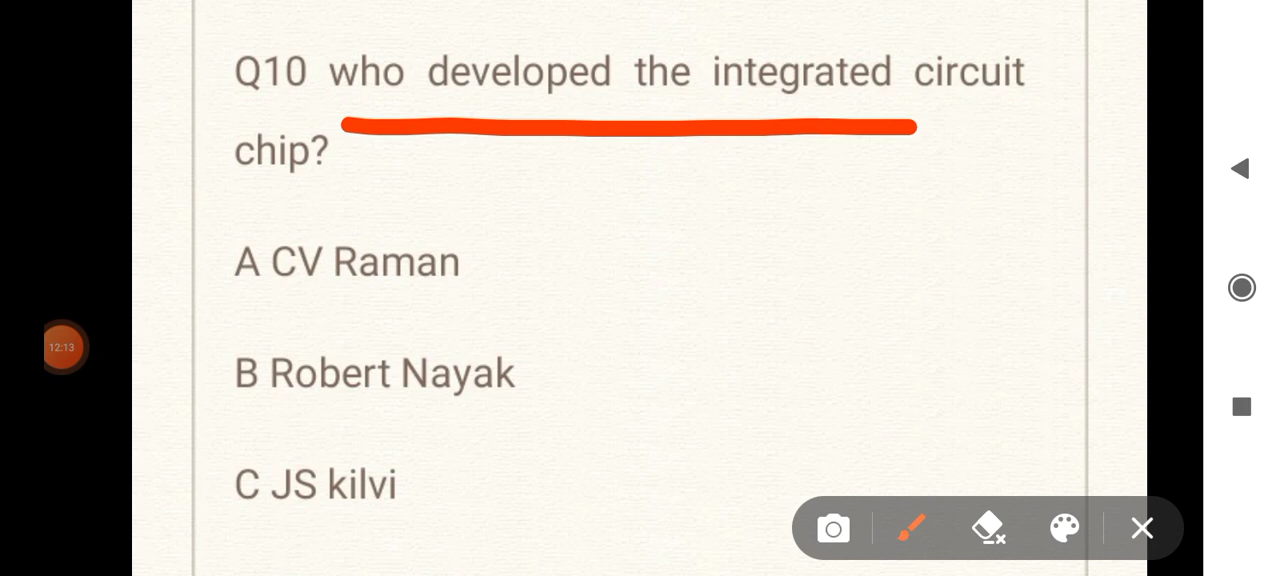 Q10 who developed the integrated circuit
chip?
A CV Raman
B Robert Nayak
C JS kilvi
12:13